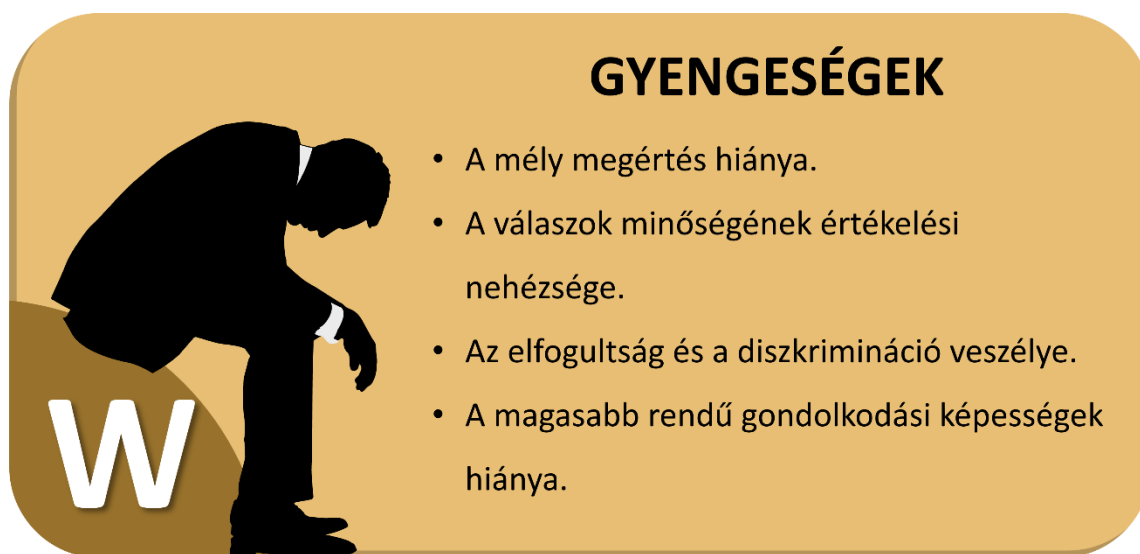 GYENGESÉGEK
• A mély megértés hiánya.
• A válaszok minőségének értékelési
nehézsége.
• Az elfogultság és a diszkrimináció veszélye.
• A magasabb rendű gondolkodási képességek
hiánya.
W